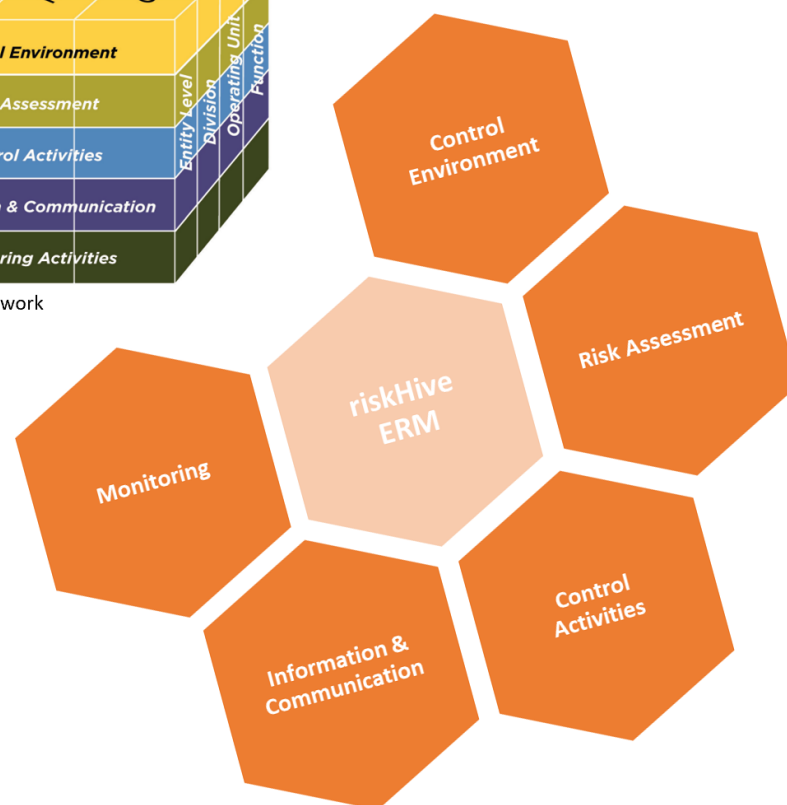 l Environment
Assessment
rol Activities
n & Communication
ring Activities
Entity Level
Division
Operating Unit
Function
work
Control
Environment
Risk Assessment
riskHive
ERM
Monitoring
Control
Activities
Information &
Communication